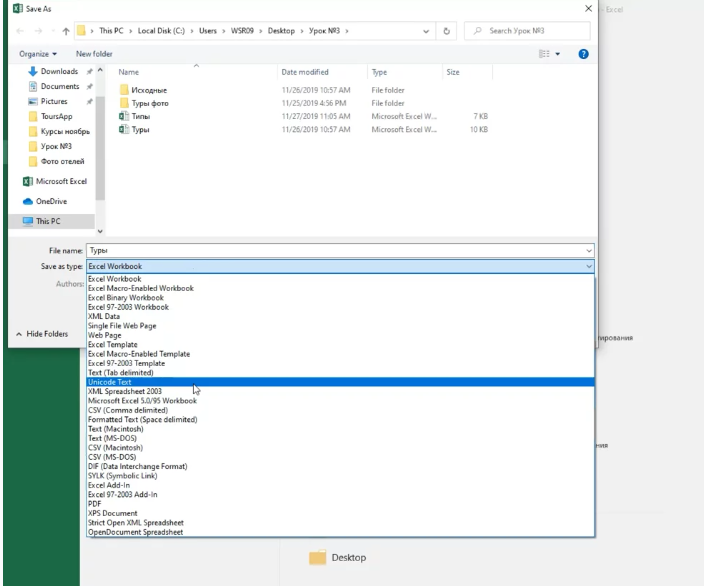 Save As
Excel
This PC > Local Disk (C:) > Users > WSR09 > Desktop > Урок №3 >
Search Урок №3
Organize
New folder
Name Date modified Type Size
Downloads
Documents
Pictures
ToursApp
Курсы ноябрь
Урок №3
Фото отелей
Microsoft Excel
OneDrive
This PC
Исходные 11/26/2019 10:57 AM File folder
Туры фото 11/25/2019 4:56 PM File folder
Типы 11/27/2019 11:05 AM Microsoft Excel W... 7 KB
Туры 11/26/2019 10:57 AM Microsoft Excel W... 10 KB
File name: Туры
Save as type: Excel Workbook
Authors:
Hide Folders
Excel Workbook
Excel Macro-Enabled Workbook
Excel Binary Workbook
Excel 97-2003 Workbook
XML Data
Single File Web Page
Web Page
Excel Template
Excel Macro-Enabled Template
Excel 97-2003 Template
Text (Tab delimited)
Unicode Text
XML Spreadsheet 2003
Microsoft Excel 5.0/95 Workbook
CSV (Comma delimited)
Formatted Text (Space delimited)
Text (Macintosh)
Text (MS-DOS)
CSV (Macintosh)
CSV (MS-DOS)
DIF (Data Interchange Format)
SYLK (Symbolic Link)
Excel Add-In
Excel 97-2003 Add-In
PDF
XPS Document
Strict Open XML Spreadsheet
OpenDocument Spreadsheet
Desktop